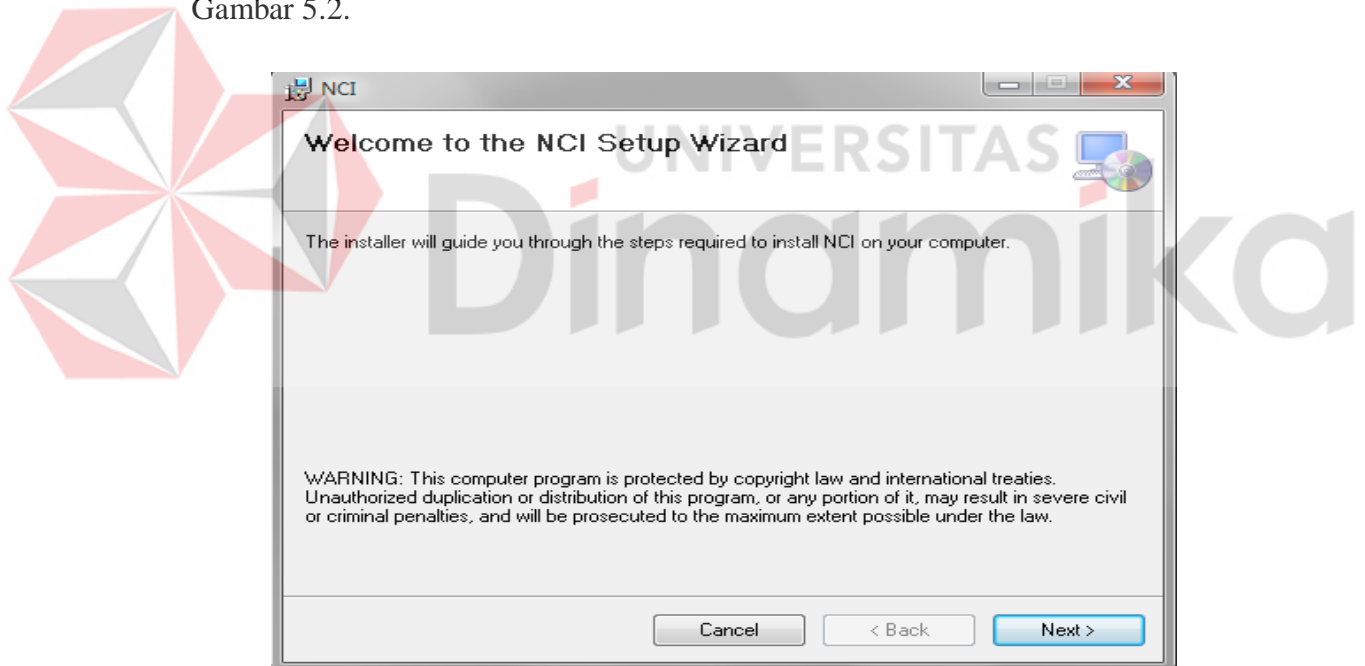 Gambar 5.2.
NCI
Welcome to the NCI Setup Wizard
UNIVERSITAS
Dinamika
The installer will guide you through the steps required to install NCI on your computer.
WARNING: This computer program is protected by copyright law and international treaties.
Unauthorized duplication or distribution of this program, or any portion of it, may result in severe civil
or criminal penalties, and will be prosecuted to the maximum extent possible under the law.
Cancel < Back Next >